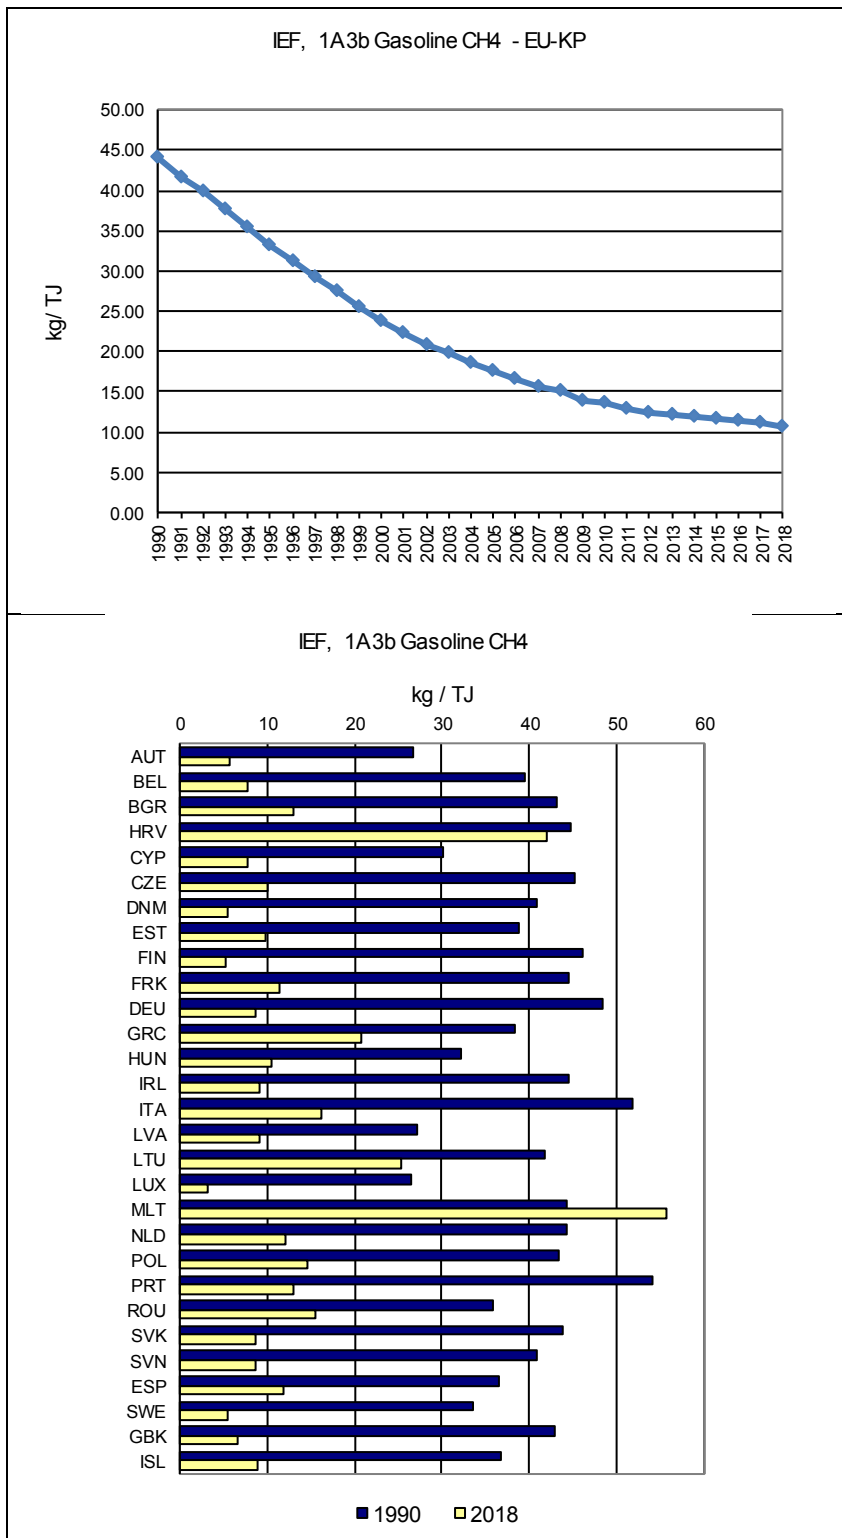 IEF, 1A3b Gasoline CH4 - EU-KP
50.00
45.00
40.00
35.00
30.00
25.00
20.00
15.00
10.00
5.00
0.00
kg/ TJ
1990 1991 1992 1993 1994 1995 1996 1997 1998 1999 2000 2001 2002 2003 2004 2005 2006 2007 2008 2009 2010 2011 2012 2013 2014 2015 2016 2017 2018
IEF, 1A3b Gasoline CH4
kg / TJ
0 10 20 30 40 50 60
AUT
BEL
BGR
HRV
CYP
CZE
DNM
EST
FIN
FRK
DEU
GRC
HUN
IRL
ITA
LVA
LTU
LUX
MLT
NLD
POL
PRT
ROU
SVK
SVN
ESP
SWE
GBK
ISL
1990 2018